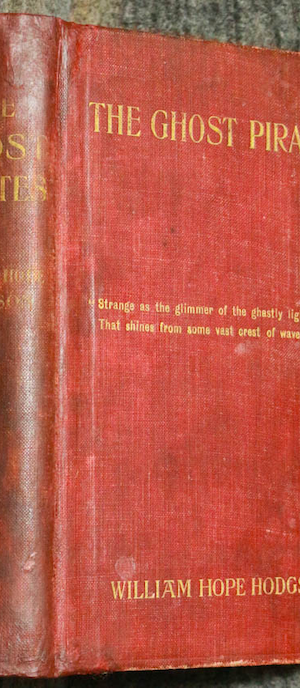 E
OST
TES
HOPE
SON
THE GHOST PIRA
"Strange as the glimmer of the ghastly lig
That shines from some vast crest of wave
WILLIAM HOPE HODGS